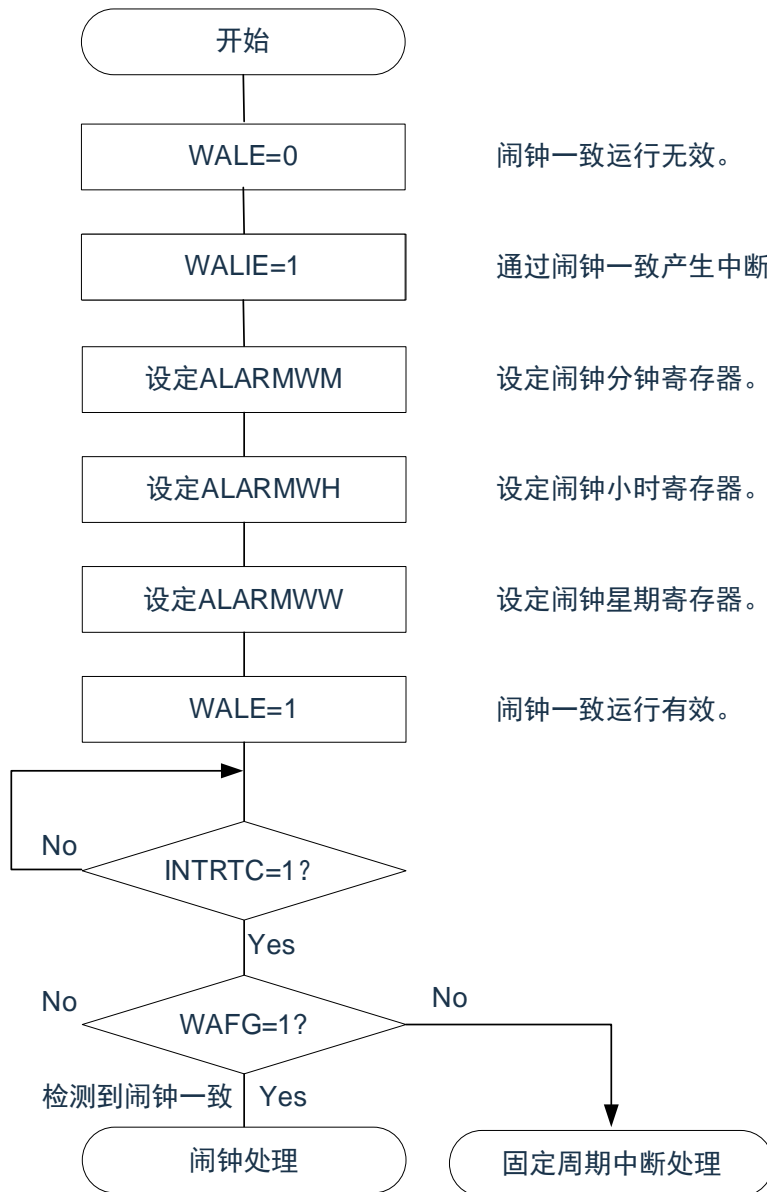 开始
WALE=0
闹钟一致运行无效。
WALIE=1
通过闹钟一致产生中断
设定ALARMWM
设定闹钟分钟寄存器。
设定ALARMWH
设定闹钟小时寄存器。
设定ALARMWW
设定闹钟星期寄存器。
WALE=1
闹钟一致运行有效。
No
INTRTC=1?
Yes
No
WAFG=1?
No
检测到闹钟一致
Yes
闹钟处理
固定周期中断处理